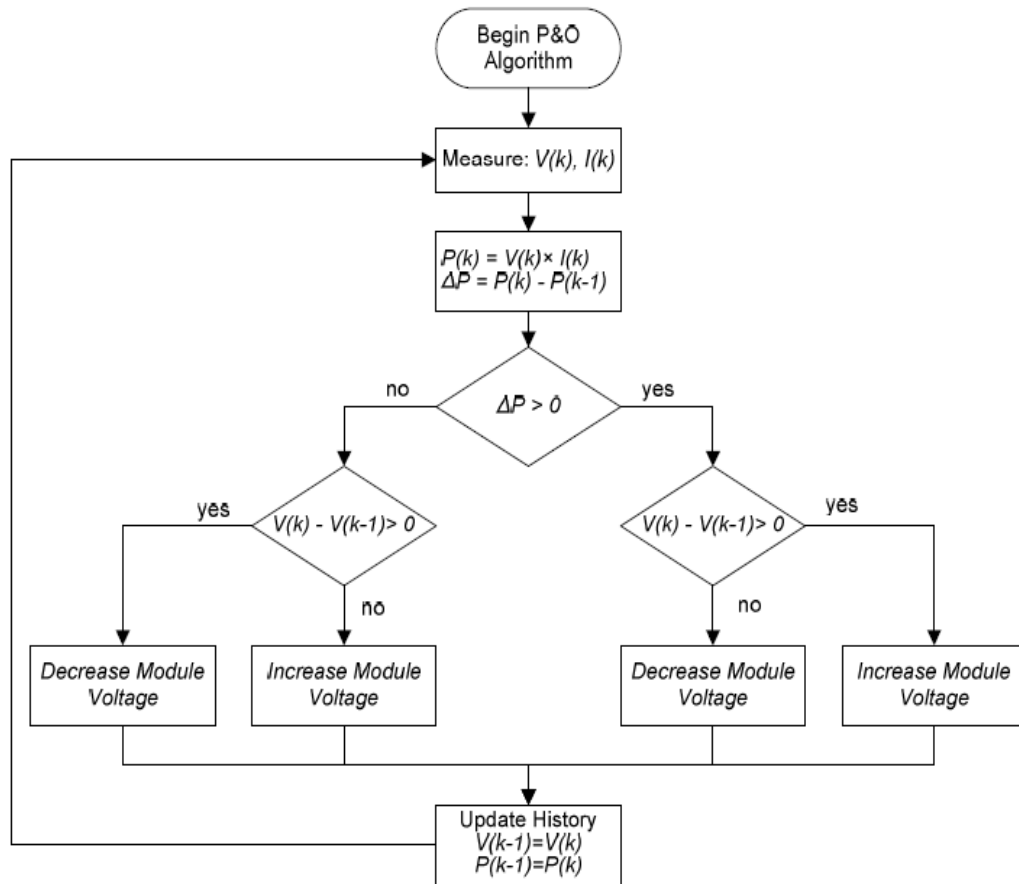 Begin P&O
Algorithm
Measure: V(k), I(k)
P(k) = V(k)× I(k)
ΔP = P(k) - P(k-1)
no
yes
ΔP > 0
yes
V(k) - V(k-1)> 0
V(k) - V(k-1)> 0
yes
no
no
Decrease Module
Voltage
Increase Module
Voltage
Decrease Module
Voltage
Increase Module
Voltage
Update History
V(k-1)=V(k)
P(k-1)=P(k)